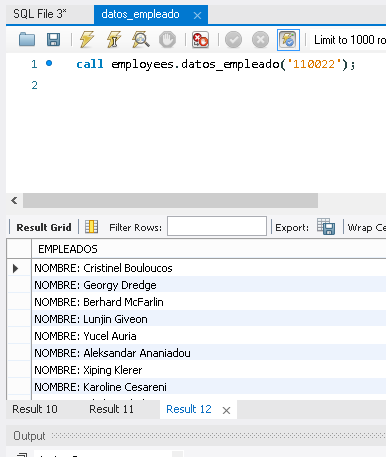 SQL File 3* datos_empleado
Limit to 1000 ro
1 call employees.datos_empleado('110022');
2
Result Grid Filter Rows: Export: Wrap Ce
EMPLEADOS
NOMBRE: Cristinel Bouloucos
NOMBRE: Georgy Dredge
NOMBRE: Berhard McFarlin
NOMBRE: Lunjin Giveon
NOMBRE: Yucel Auria
NOMBRE: Aleksandar Ananiadou
NOMBRE: Xiping Klerer
NOMBRE: Karoline Cesareni
Result 10 Result 11 Result 12
Output